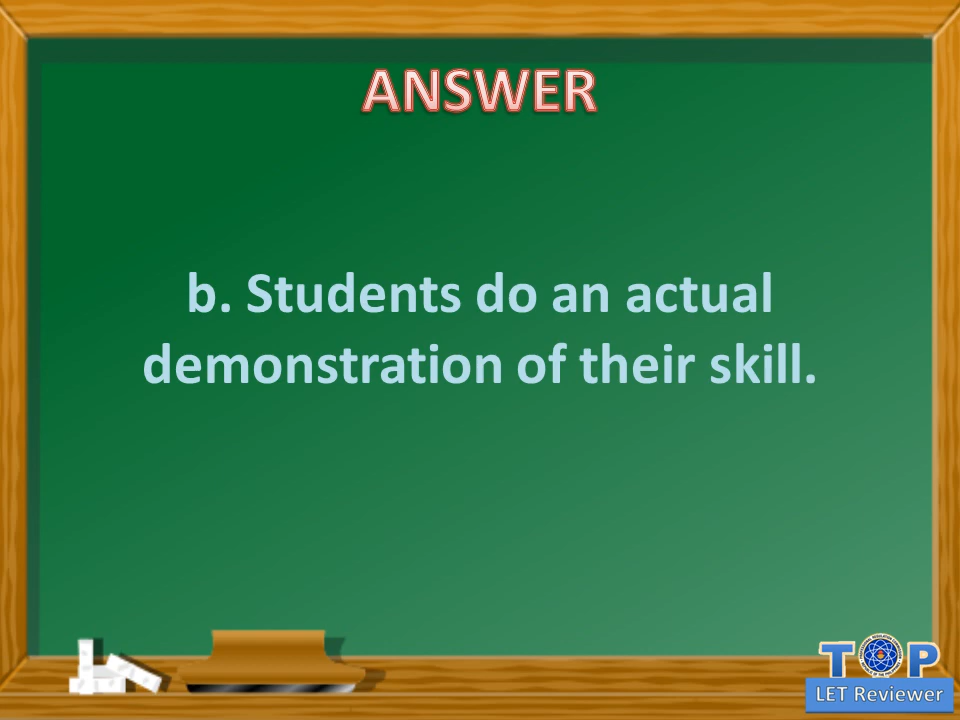 ANSWER
b. Students do an actual
demonstration of their skill.
TOP
LET Reviewer